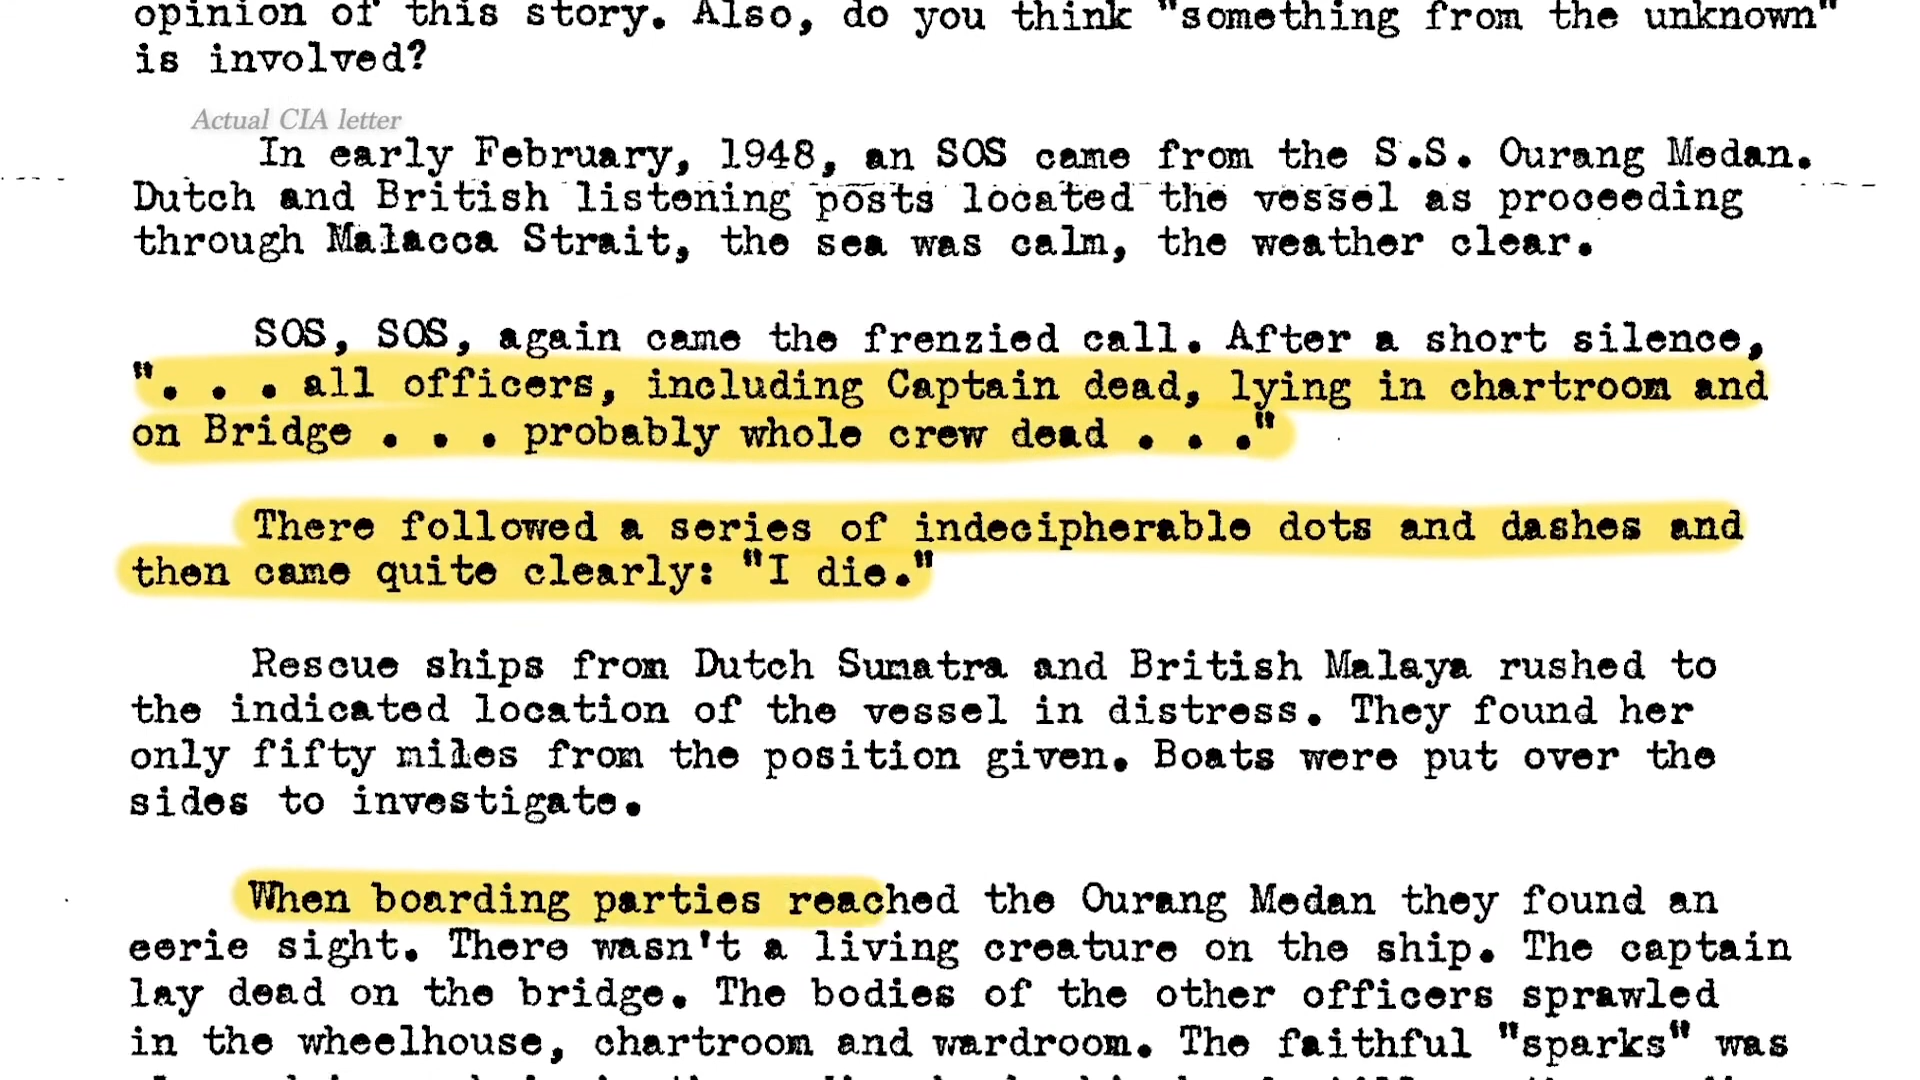 opinion of this story. Also, do you think "something from the unknown"
is involved?
Actual CIA letter
In early February, 1948, an SOS came from the S.S. Ourang Medan.
Dutch and British listening posts located the vessel as proceeding
through Malacca Strait, the sea was calm, the weather clear.
SOS, SOS, again came the frenzied call. After a short silence,
". . . all officers, including Captain dead, lying in chartroom and
on Bridge . . . probably whole crew dead . . ."
There followed a series of indecipherable dots and dashes and
then came quite clearly: "I die."
Rescue ships from Dutch Sumatra and British Malaya rushed to
the indicated location of the vessel in distress. They found her
only fifty miles from the position given. Boats were put over the
sides to investigate.
When boarding parties reached the Ourang Medan they found an
eerie sight. There wasn't a living creature on the ship. The captain
lay dead on the bridge. The bodies of the other officers sprawled
in the wheelhouse, chartroom and wardroom. The faithful "sparks" was